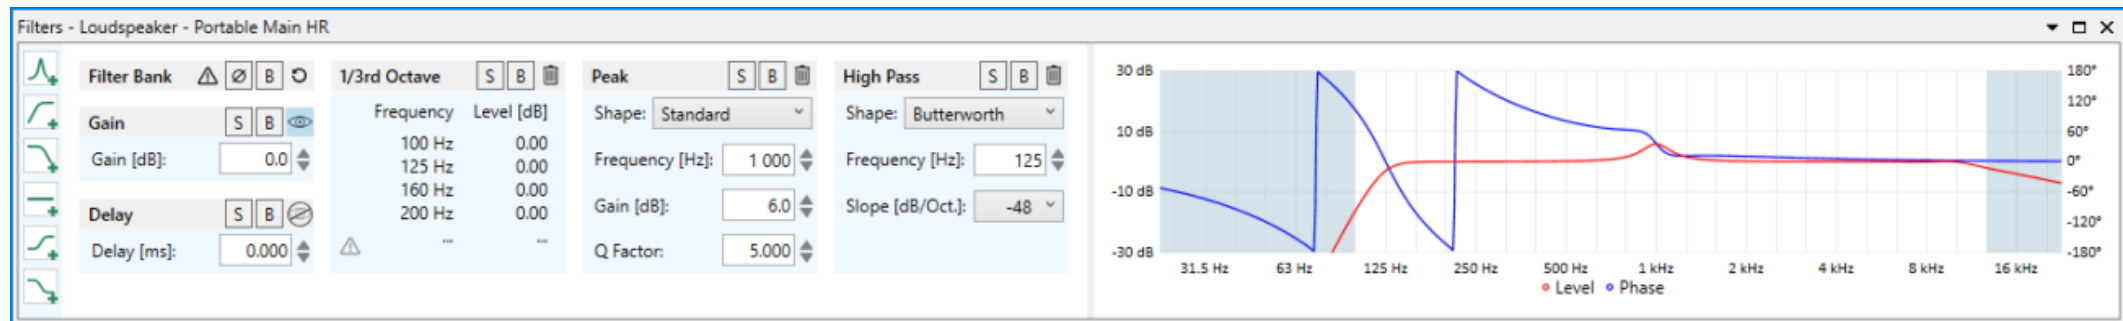 Filters - Loudspeaker - Portable Main HR
Filter Bank B
Gain S B
Gain [dB]: 0.0
Delay S B
Delay [ms]: 0.000
1/3rd Octave S B
Frequency Level [dB]
100 Hz 0.00
125 Hz 0.00
160 Hz 0.00
200 Hz 0.00
... ...
Peak S B
Shape: Standard
Frequency [Hz]: 1 000
Gain [dB]: 6.0
Q Factor: 5.000
High Pass S B
Shape: Butterworth
Frequency [Hz]: 125
Slope [dB/Oct.]: -48
30 dB
10 dB
-10 dB
-30 dB
180°
120°
60°
0°
-60°
-120°
-180°
31.5 Hz 63 Hz 125 Hz 250 Hz 500 Hz 1 kHz 2 kHz 4 kHz 8 kHz 16 kHz
Level Phase